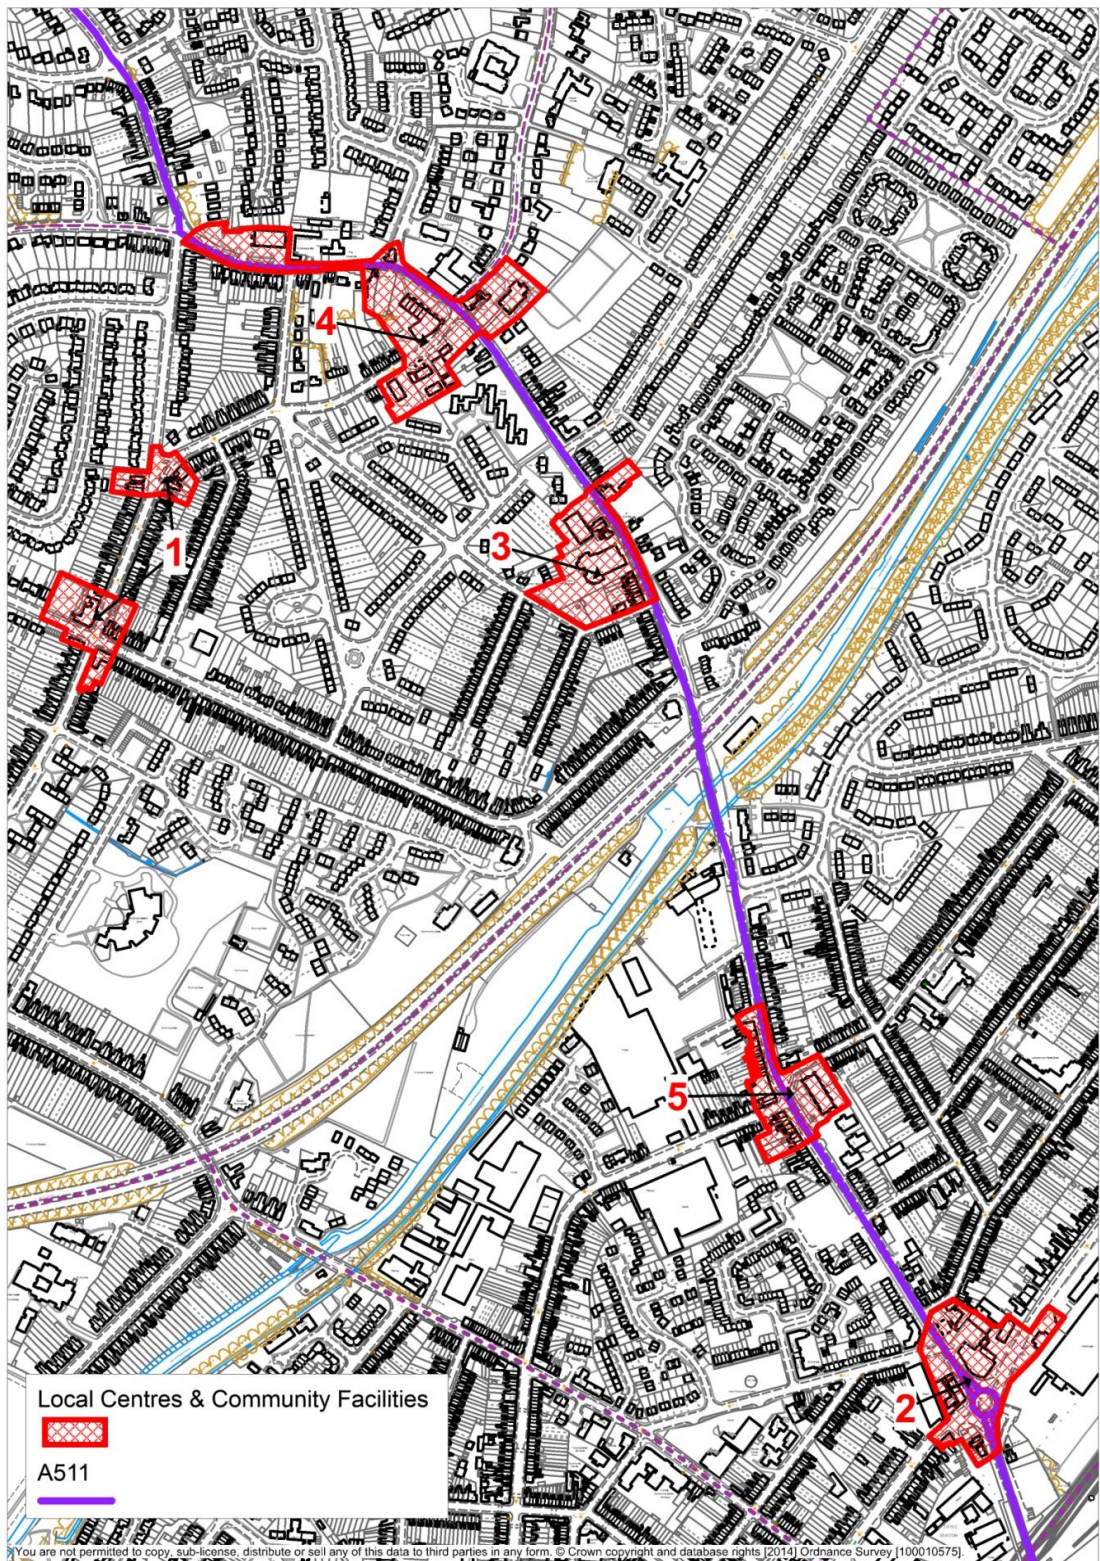 4
1
3
5
2
Local Centres & Community Facilities
A511
You are not permitted to copy, sub-license, distribute or sell any of this data to third parties in any form. © Crown copyright and database rights [2014] Ordnance Survey [100010575].